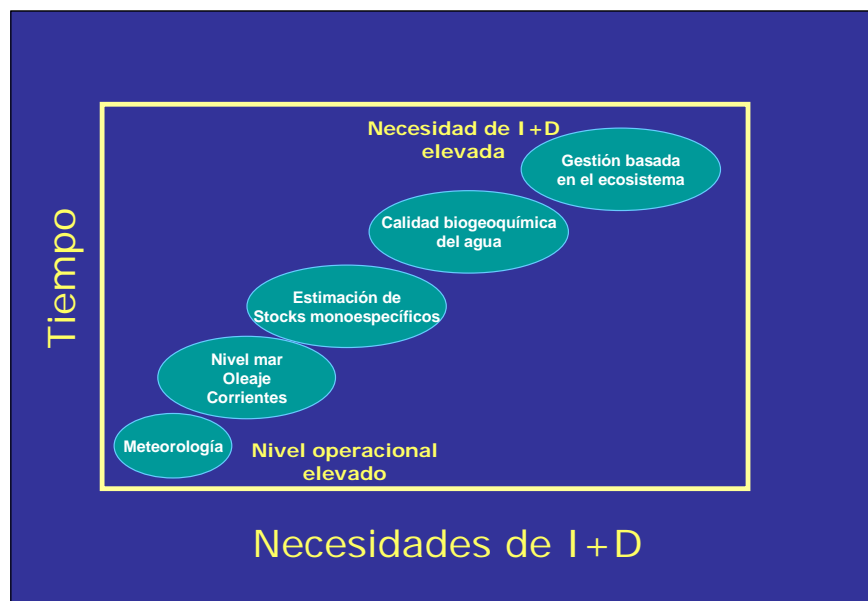 Necesidad de I+D
elevada
Gestión basada
en el ecosistema
Calidad biogeoquímica
del agua
Estimación de
Stocks monoespecíficos
Nivel mar
Oleaje
Corrientes
Meteorología
Nivel operacional
elevado
Tiempo
Necesidades de I+D